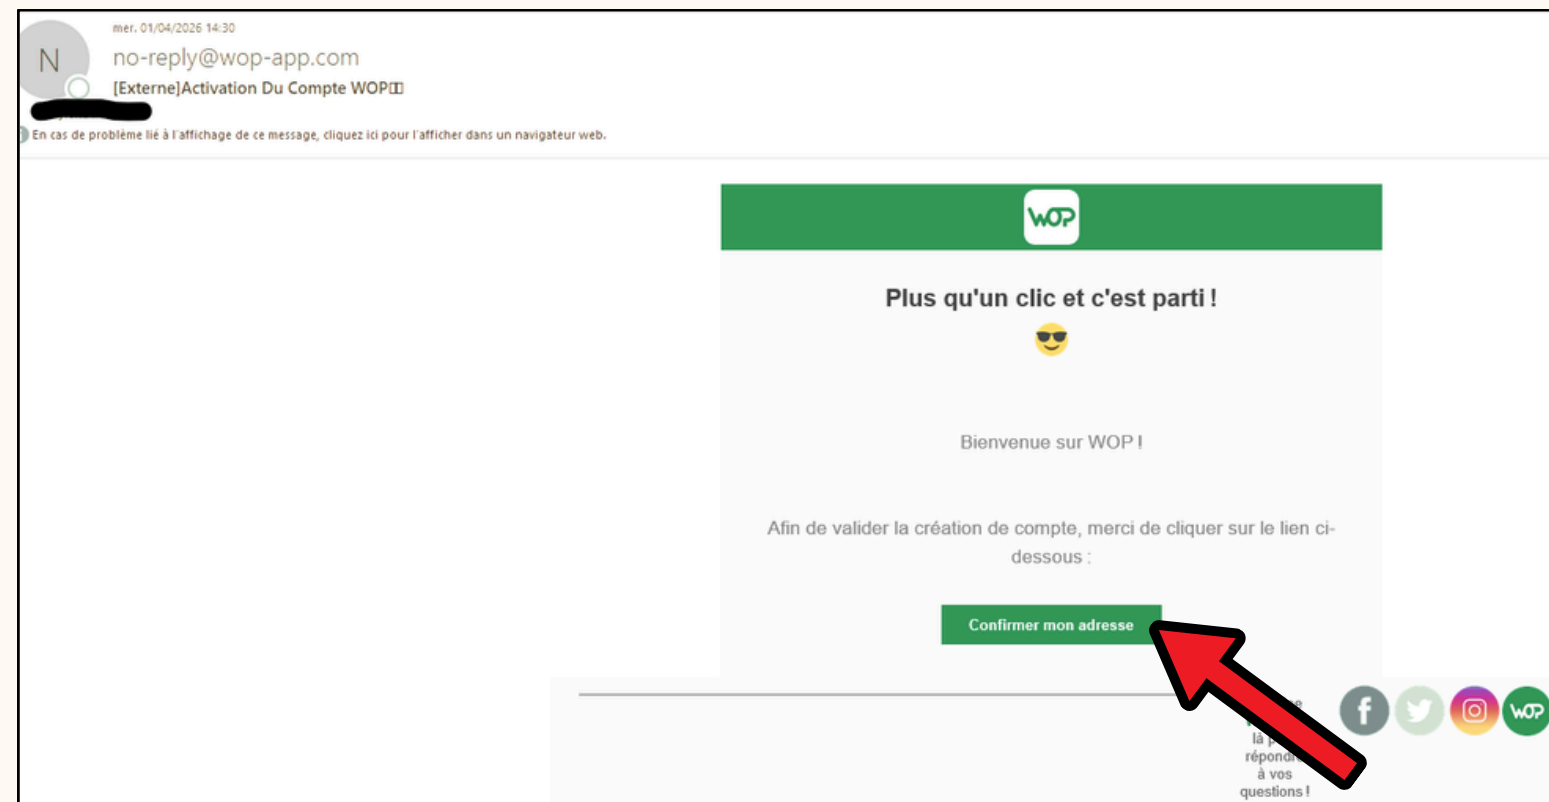 mer. 01/04/2026 14:30
N
no-reply@wop-app.com
[Externe]Activation Du Compte WOP
En cas de problème lié à l'affichage de ce message, cliquez ici pour l'afficher dans un navigateur web.
WOP
Plus qu'un clic et c'est parti !
Bienvenue sur WOP !
Afin de valider la création de compte, merci de cliquer sur le lien ci-
dessous :
Confirmer mon adresse
là
répondre
à vos
questions !
f
WOP